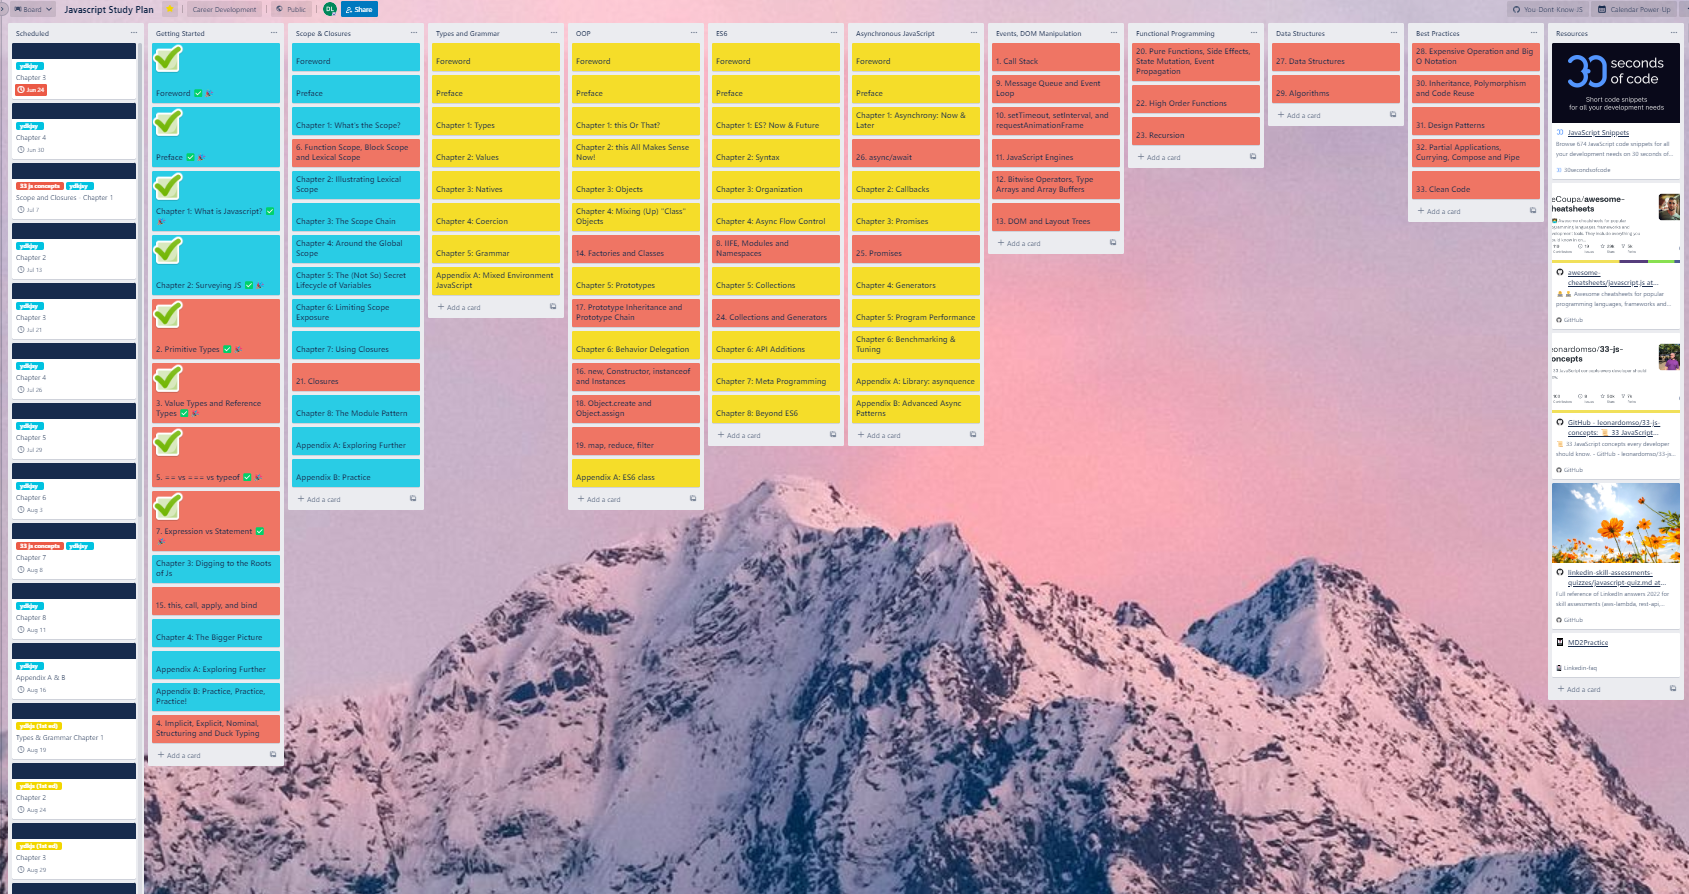 Board
Javascript Study Plan
Career Development
Public
DL
Share
You-Dont-Know-JS
Calendar Power Up
Scheduled
ydkjsy
Chapter 3
Jun 24
ydkjsy
Chapter 4
Jun 30
33 js concepts ydkjsy
Scope and Closures - Chapter 1
Jul 7
ydkjsy
Chapter 2
Jul 13
ydkjsy
Chapter 3
Jul 21
ydkjsy
Chapter 4
Jul 26
ydkjsy
Chapter 5
Jul 29
ydkjsy
Chapter 6
Aug 3
33 js concepts ydkjsy
Chapter 7
Aug 8
ydkjsy
Chapter 8
Aug 11
ydkjsy
Appendix A & B
Aug 16
ydkjs (1st ed)
Types & Grammar Chapter 1
Aug 19
ydkjs (1st ed)
Chapter 2
Aug 24
ydkjs (1st ed)
Chapter 3
Aug 29
Getting Started
Foreword ✅
Preface ✅
Chapter 1: What is Javascript? ✅
Chapter 2: Surveying JS ✅
2. Primitive Types ✅
3. Value Types and Reference
Types ✅
5. == vs === vs typeof ✅
7. Expression vs Statement ✅
Chapter 3: Digging to the Roots
of Js
15. this, call, apply, and bind
Chapter 4: The Bigger Picture
Appendix A: Exploring Further
Appendix B: Practice, Practice,
Practice!
4. Implicit, Explicit, Nominal,
Structuring and Duck Typing
+ Add a card
Scope & Closures
Foreword
Preface
Chapter 1: What's the Scope?
6. Function Scope, Block Scope
and Lexical Scope
Chapter 2: Illustrating Lexical
Scope
Chapter 3: The Scope Chain
Chapter 4: Around the Global
Scope
Chapter 5: The (Not So) Secret
Lifecycle of Variables
Chapter 6: Limiting Scope
Exposure
Chapter 7: Using Closures
21. Closures
Chapter 8: The Module Pattern
Appendix A: Exploring Further
Appendix B: Practice
+ Add a card
Types and Grammar
Foreword
Preface
Chapter 1: Types
Chapter 2: Values
Chapter 3: Natives
Chapter 4: Coercion
Chapter 5: Grammar
Appendix A: Mixed Environment
JavaScript
+ Add a card
OOP
Foreword
Preface
Chapter 1: this Or That?
Chapter 2: this All Makes Sense
Now!
Chapter 3: Objects
Chapter 4: Mixing (Up) "Class"
Objects
14. Factories and Classes
Chapter 5: Prototypes
17. Prototype Inheritance and
Prototype Chain
Chapter 6: Behavior Delegation
16. new, Constructor, instanceof
and Instances
18. Object.create and
Object.assign
19. map, reduce, filter
Appendix A: ES6 class
+ Add a card
ES6
Foreword
Preface
Chapter 1: ES? Now & Future
Chapter 2: Syntax
Chapter 3: Organization
Chapter 4: Async Flow Control
8. IIFE, Modules and
Namespaces
Chapter 5: Collections
24. Collections and Generators
Chapter 6: API Additions
Chapter 7: Meta Programming
Chapter 8: Beyond ES6
+ Add a card
Asynchronous JavaScript
Foreword
Preface
Chapter 1: Asynchrony: Now &
Later
26. async/await
Chapter 2: Callbacks
Chapter 3: Promises
25. Promises
Chapter 4: Generators
Chapter 5: Program Performance
Chapter 6: Benchmarking &
Tuning
Appendix A: Library: asynquence
Appendix B: Advanced Async
Patterns
+ Add a card
Events, DOM Manipulation
1. Call Stack
9. Message Queue and Event
Loop
10. setTimeout, setInterval, and
requestAnimationFrame
11. JavaScript Engines
12. Bitwise Operators, Type
Arrays and Array Buffers
13. DOM and Layout Trees
+ Add a card
Functional Programming
20. Pure Functions, Side Effects,
State Mutation, Event
Propagation
22. High Order Functions
23. Recursion
+ Add a card
Data Structures
27. Data Structures
29. Algorithms
+ Add a card
Best Practices
28. Expensive Operation and Big
O Notation
30. Inheritance, Polymorphism
and Code Reuse
31. Design Patterns
32. Partial Applications,
Currying, Compose and Pipe
33. Clean Code
+ Add a card
Resources
30 seconds
of code
Short code snippets
for all your development needs
JavaScript Snippets
Browse 674 JavaScript code snippets for all
your development needs on 30 seconds of...
30secondsofcode
eCoupa/awesome-
heatsheets
awesome-
cheatsheets/javascript.js at...
Awesome cheatsheets for popular
programming languages, frameworks and...
GitHub
onardomso/33-js-
oncepts
GitHub - leonardomso/33-js-
concepts: 📜 33 JavaScript...
📜 33 JavaScript concepts every developer
should know. - GitHub - leonardomso/33-js-...
GitHub
linkedin-skill-assessments-
quizzes/javascript-quiz.md at...
Full reference of LinkedIn answers 2022 for
skill assessments (aws-lambda, rest-api,...
GitHub
MD2Practice
Linkedin-faq
+ Add a card